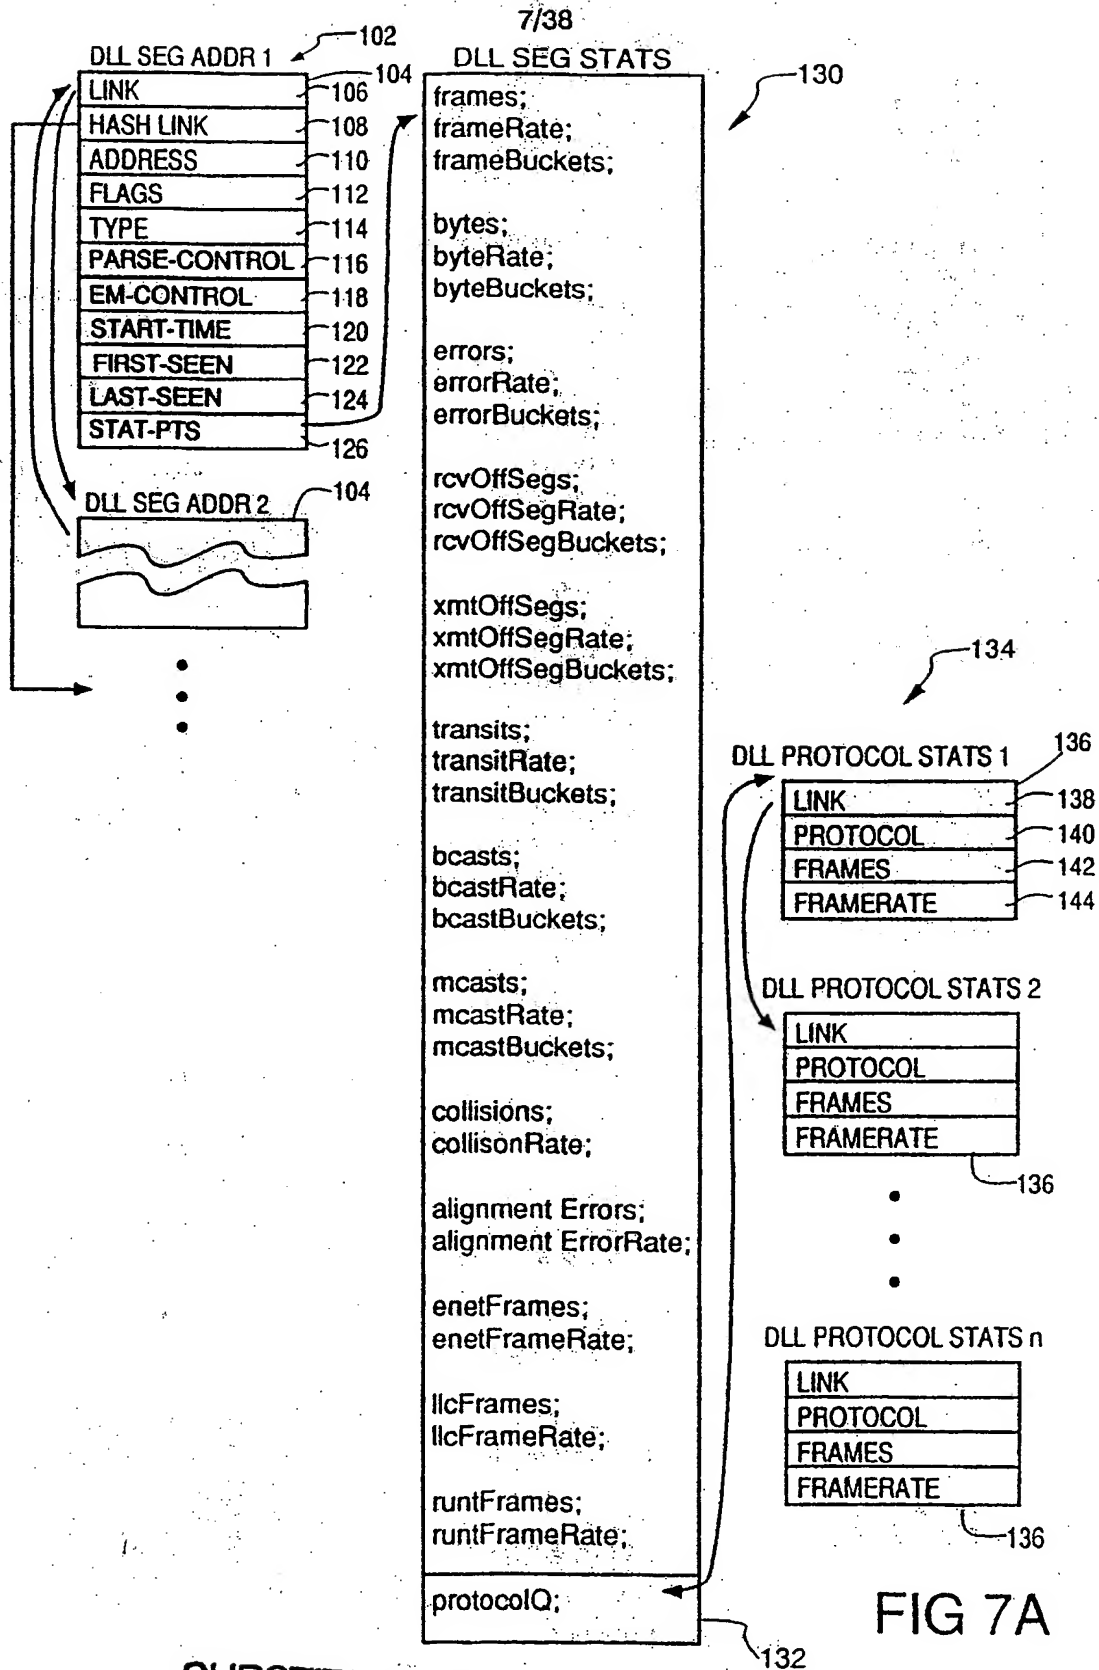 7/38
DLL SEG ADDR 1
102
104
LINK
106
HASH LINK
108
ADDRESS
110
FLAGS
112
TYPE
114
PARSE-CONTROL
116
EM-CONTROL
118
START-TIME
120
FIRST-SEEN
122
LAST-SEEN
124
STAT-PTS
126
DLL SEG ADDR 2
104
DLL SEG STATS
130
frames;
frameRate;
frameBuckets;
bytes;
byteRate;
byteBuckets;
errors;
errorRate;
errorBuckets;
rcvOffSegs;
rcvOffSegRate;
rcvOffSegBuckets;
xmtOffSegs;
xmtOffSegRate;
xmtOffSegBuckets;
transits;
transitRate;
transitBuckets;
bcasts;
bcastRate;
bcastBuckets;
mcasts;
mcastRate;
mcastBuckets;
collisions;
collisonRate;
alignment Errors;
alignment ErrorRate;
enetFrames;
enetFrameRate;
llcFrames;
llcFrameRate;
runtFrames;
runtFrameRate;
protocolQ;
132
134
DLL PROTOCOL STATS 1
136
LINK
138
PROTOCOL
140
FRAMES
142
FRAMERATE
144
DLL PROTOCOL STATS 2
LINK
PROTOCOL
FRAMES
FRAMERATE
136
DLL PROTOCOL STATS n
LINK
PROTOCOL
FRAMES
FRAMERATE
136
FIG 7A